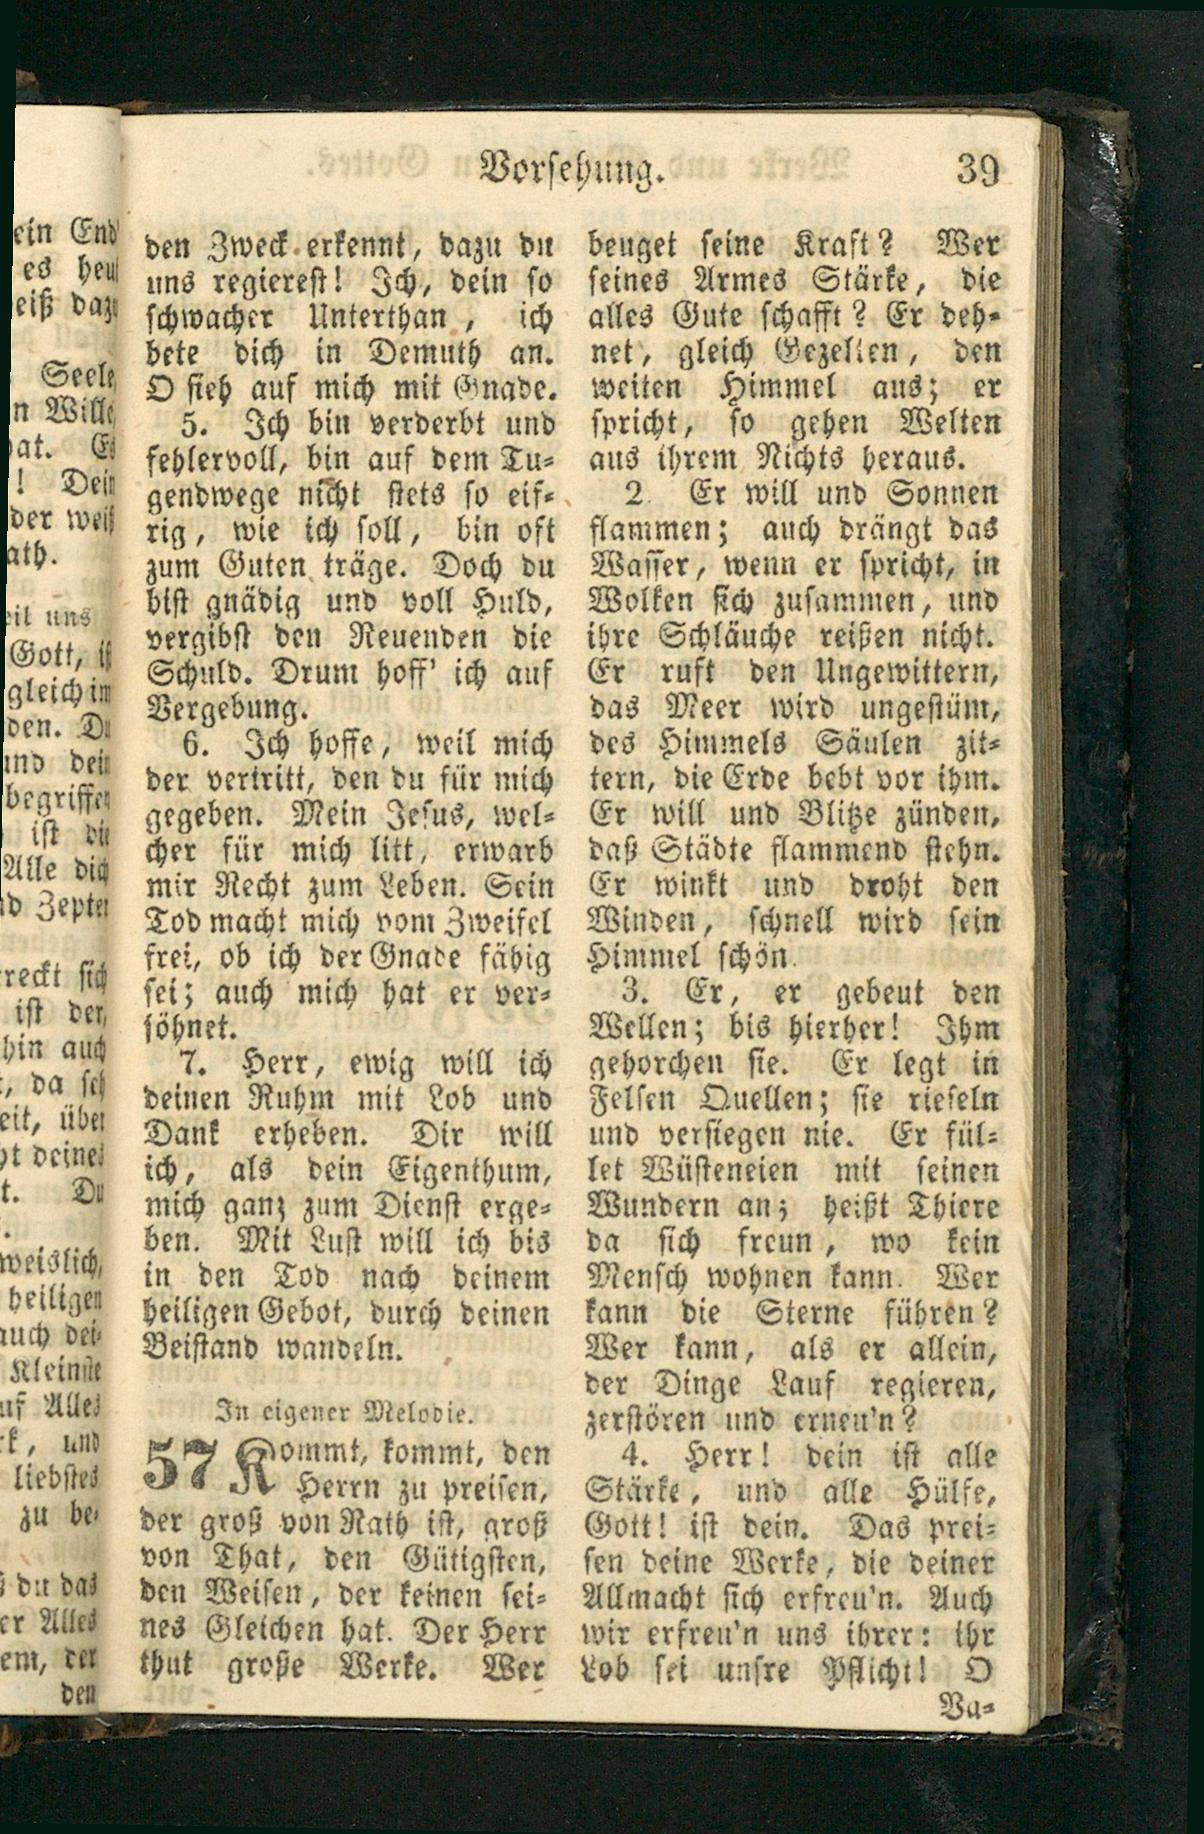 Vorsehung.
39
den Zweck erkennt, dazu du
uns regierest! Ich, dein so
schwacher Unterthan, ich
bete dich in Demuth an.
O sieh auf mich mit Gnade.
5. Ich bin verderbt und
fehlervoll, bin auf dem Tu-
gendwege nicht stets so eif-
rig, wie ich soll, bin oft
zum Guten träge. Doch du
bist gnädig und voll Huld,
vergibst den Reuenden die
Schuld. Drum hoff' ich auf
Vergebung.
6. Ich hoffe, weil mich
der vertritt, den du für mich
gegeben. Mein Jesus, wel-
cher für mich litt, erwarb
mir Recht zum Leben. Sein
Tod macht mich vom Zweifel
frei, ob ich der Gnade fähig
sei; auch mich hat er ver-
söhnet.
7. Herr, ewig will ich
deinen Ruhm mit Lob und
Dank erheben. Dir will
ich, als dein Eigenthum,
mich ganz zum Dienst erge-
ben. Mit Lust will ich bis
in den Tod nach deinem
heiligen Gebot, durch deinen
Beistand wandeln.
In eigener Melodie.
57 Kommt, kommt, den
Herrn zu preisen,
der groß von Rath ist, groß
von That, den Gütigsten,
den Weisen, der keinen sei-
nes Gleichen hat. Der Herr
thut große Werke. Wer
beuget seine Kraft? Wer
seines Armes Stärke, die
alles Gute schafft? Er deh-
net, gleich Gezelten, den
weiten Himmel aus; er
spricht, so gehen Welten
aus ihrem Nichts heraus.
2. Er will und Sonnen
flammen; auch drängt das
Wasser, wenn er spricht, in
Wolken sich zusammen, und
ihre Schläuche reißen nicht.
Er ruft den Ungewittern,
das Meer wird ungestüm,
des Himmels Säulen zit-
tern, die Erde bebt vor ihm.
Er will und Blitze zünden,
daß Städte flammend stehn.
Er winkt und droht den
Winden, schnell wird sein
Himmel schön.
3. Er, er gebeut den
Wellen; bis hierher! Ihm
gehorchen sie. Er legt in
Felsen Quellen; sie rieseln
und versiegen nie. Er fül-
let Wüsteneien mit seinen
Wundern an; heißt Thiere
da sich freun, wo kein
Mensch wohnen kann. Wer
kann die Sterne führen?
Wer kann, als er allein,
der Dinge Lauf regieren,
zerstören und erneu'n?
4. Herr! dein ist alle
Stärke, und alle Hülfe,
Gott! ist dein. Das prei-
sen deine Werke, die deiner
Allmacht sich erfreu'n. Auch
wir erfreu'n uns ihrer: ihr
Lob sei unsre Pflicht! O
Va-